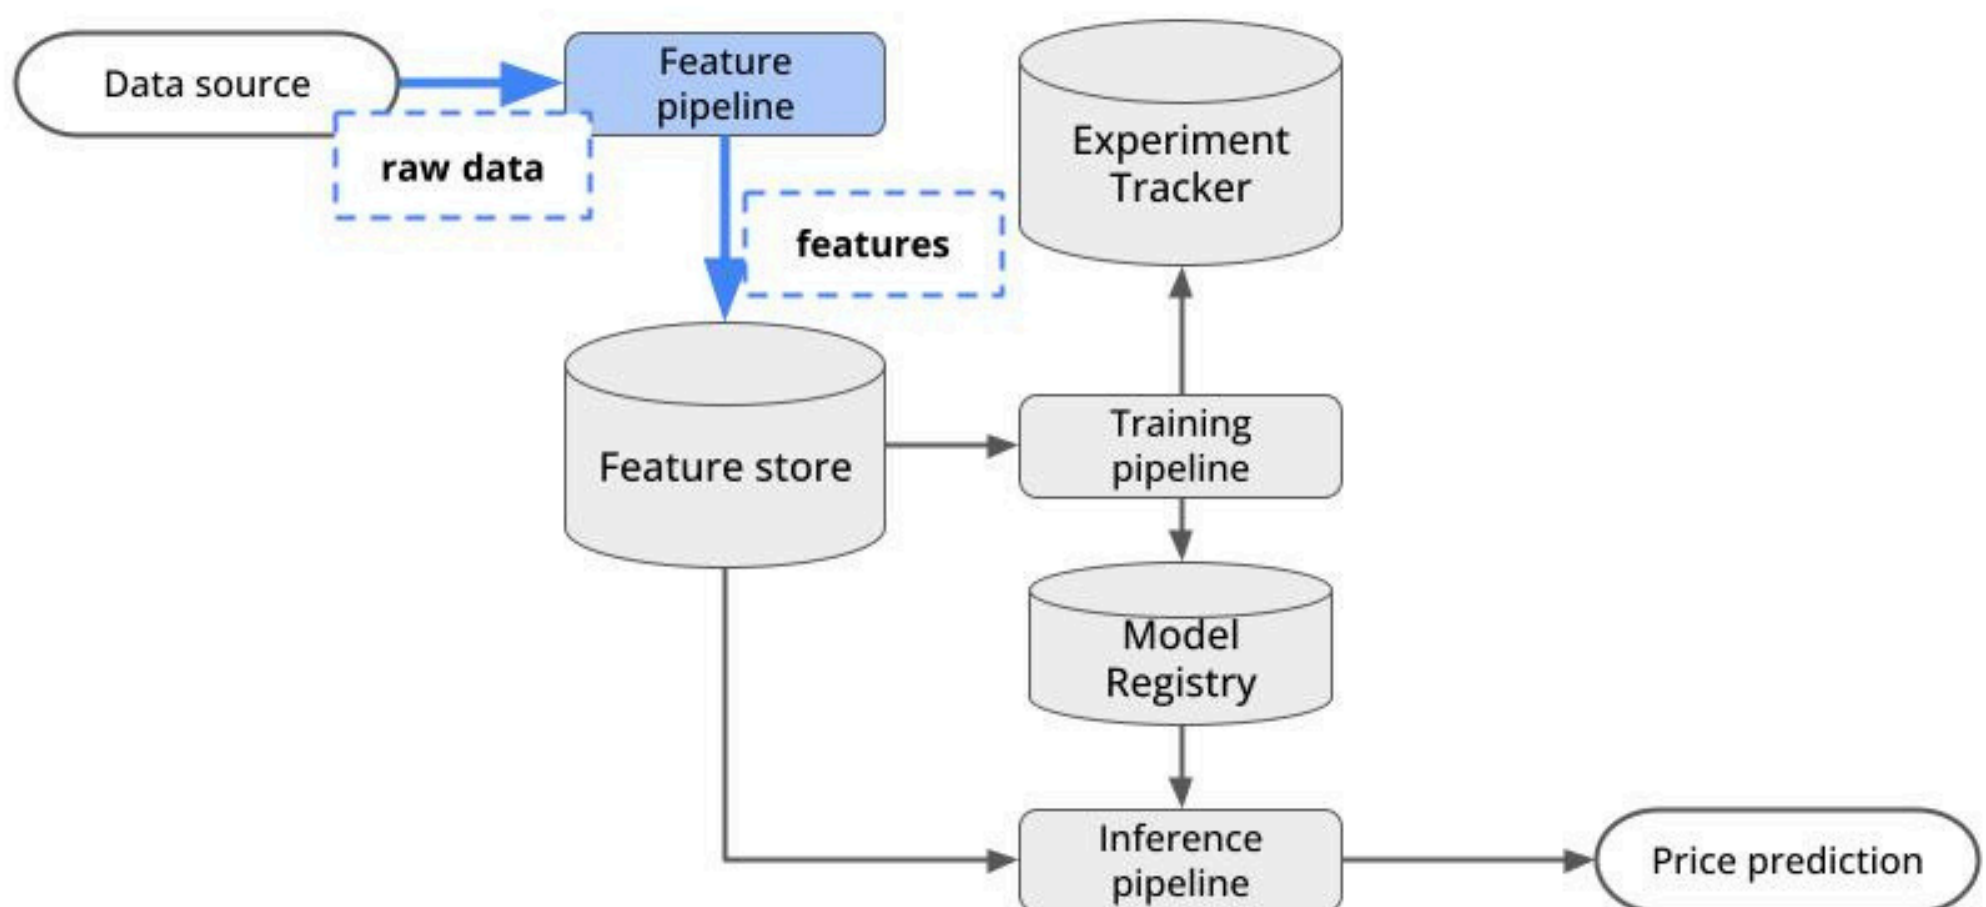 Data source
Feature
pipeline
raw data
features
Experiment
Tracker
Feature store
Training
pipeline
Model
Registry
Inference
pipeline
Price prediction